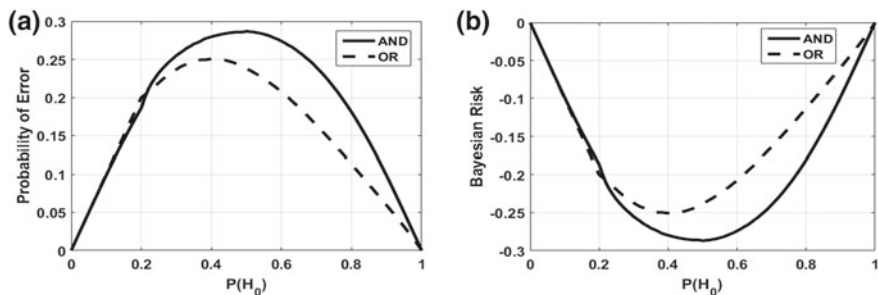 (a)
Probability of Error
0.3
0.25
0.2
0.15
0.1
0.05
0
AND
OR
0
0.2
0.4
0.6
0.8
1
P(H0)
(b)
Bayesian Risk
0
-0.05
-0.1
-0.15
-0.2
-0.25
-0.3
AND
OR
0
0.2
0.4
0.6
0.8
1
P(H0)